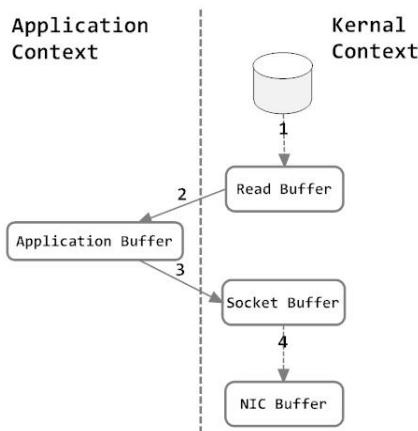 Application
Context
Kernal
Context
1
Read Buffer
2
Application Buffer
3
Socket Buffer
4
NIC Buffer